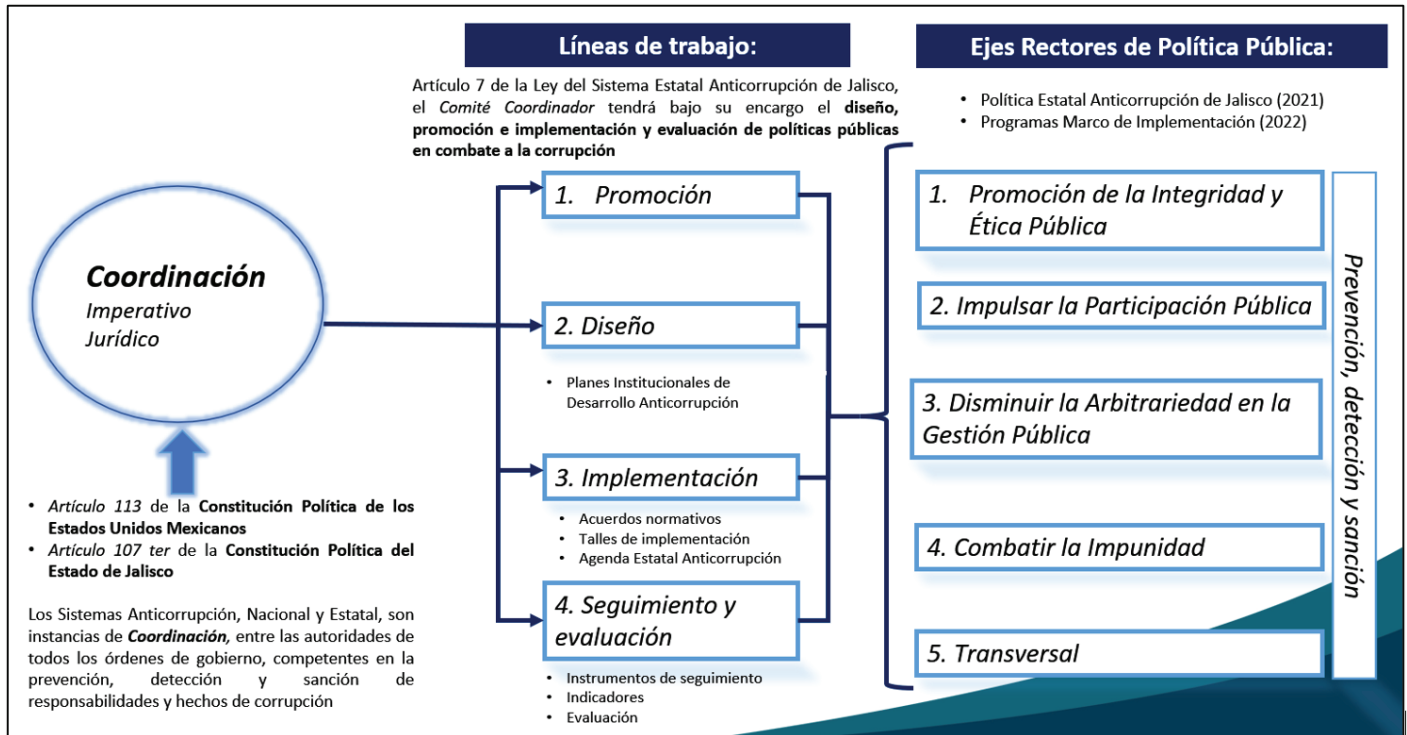 Líneas de trabajo:
Artículo 7 de la Ley del Sistema Estatal Anticorrupción de Jalisco,
el Comité Coordinador tendrá bajo su encargo el diseño,
promoción e implementación y evaluación de políticas públicas
en combate a la corrupción
Ejes Rectores de Política Pública:
• Política Estatal Anticorrupción de Jalisco (2021)
• Programas Marco de Implementación (2022)
Coordinación
Imperativo
Jurídico
• Artículo 113 de la Constitución Política de los
Estados Unidos Mexicanos
• Artículo 107 ter de la Constitución Política del
Estado de Jalisco
Los Sistemas Anticorrupción, Nacional y Estatal, son
instancias de Coordinación, entre las autoridades de
todos los órdenes de gobierno, competentes en la
prevención, detección y sanción de
responsabilidades y hechos de corrupción
1. Promoción
2. Diseño
• Planes Institucionales de
Desarrollo Anticorrupción
3. Implementación
• Acuerdos normativos
• Talles de implementación
• Agenda Estatal Anticorrupción
4. Seguimiento y
evaluación
• Instrumentos de seguimiento
• Indicadores
• Evaluación
1. Promoción de la Integridad y
Ética Pública
2. Impulsar la Participación Pública
3. Disminuir la Arbitrariedad en la
Gestión Pública
4. Combatir la Impunidad
5. Transversal
Prevención, detección y sanción